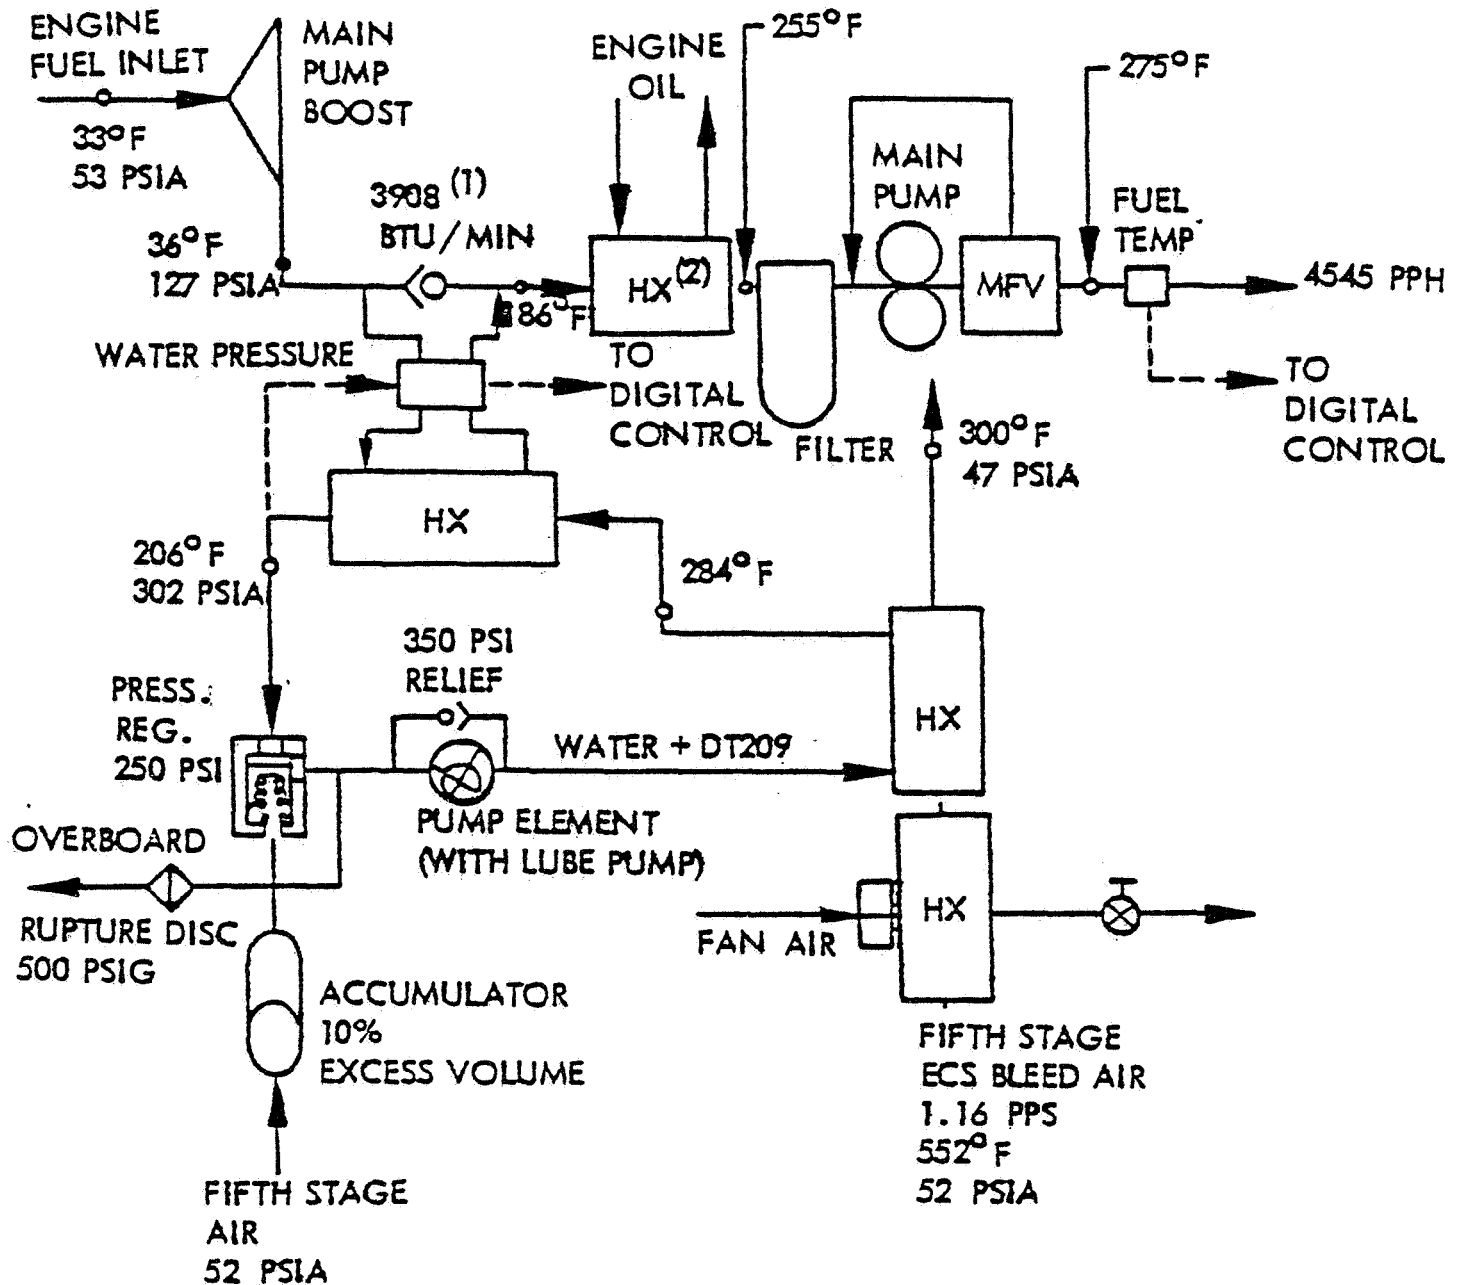 ENGINE
FUEL INLET
33°F
53 PSIA
MAIN
PUMP
BOOST
36°F
127 PSIA
3908 (1)
BTU/MIN
ENGINE
OIL
HX(2)
255°F
MAIN
PUMP
MFV
275°F
FUEL
TEMP
4545 PPH
TO
DIGITAL
CONTROL
86°F
WATER PRESSURE
TO
DIGITAL
CONTROL
FILTER
300°F
47 PSIA
HX
206°F
302 PSIA
284°F
350 PSI
RELIEF
PRESS.
REG.
250 PSI
WATER + DT209
HX
PUMP ELEMENT
(WITH LUBE PUMP)
OVERBOARD
RUPTURE DISC
500 PSIG
FAN AIR
HX
ACCUMULATOR
10%
EXCESS VOLUME
FIFTH STAGE
ECS BLEED AIR
1.16 PPS
552°F
52 PSIA
FIFTH STAGE
AIR
52 PSIA